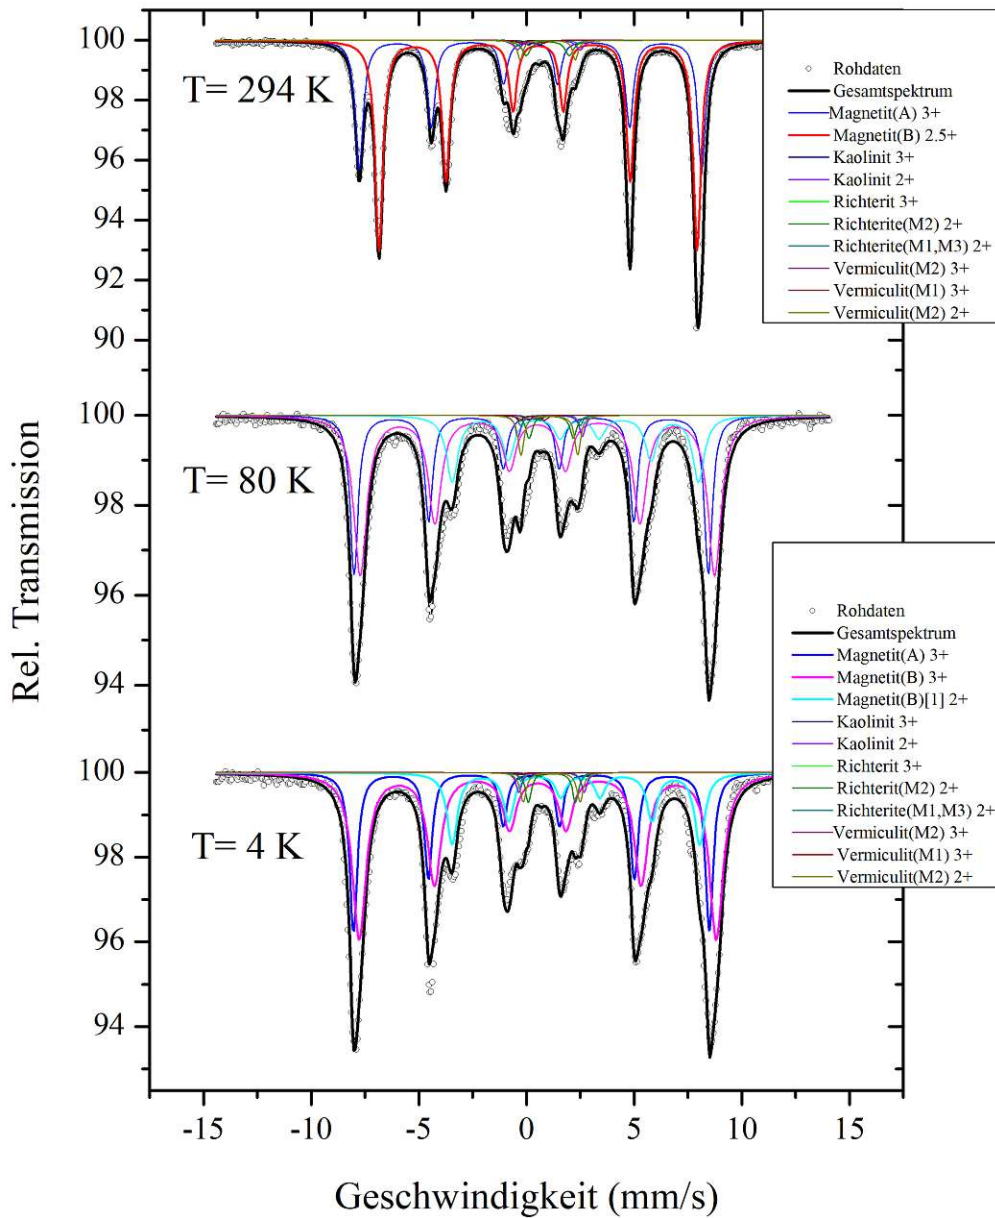 Rel. Transmission
100
98
96
94
92
90
T= 294 K
Rohdaten
Gesamtspektrum
Magnetit(A) 3+
Magnetit(B) 2.5+
Kaolinit 3+
Kaolinit 2+
Richterit 3+
Richterite(M2) 2+
Richterite(M1,M3) 2+
Vermiculit(M2) 3+
Vermiculit(M1) 3+
Vermiculit(M2) 2+
100
98
96
94
T= 80 K
Rohdaten
Gesamtspektrum
Magnetit(A) 3+
Magnetit(B) 3+
Magnetit(B)[1] 2+
Kaolinit 3+
Kaolinit 2+
Richterit 3+
Richterit(M2) 2+
Richterite(M1,M3) 2+
Vermiculit(M2) 3+
Vermiculit(M1) 3+
Vermiculit(M2) 2+
100
98
96
94
T= 4 K
-15 -10 -5 0 5 10 15
Geschwindigkeit (mm/s)